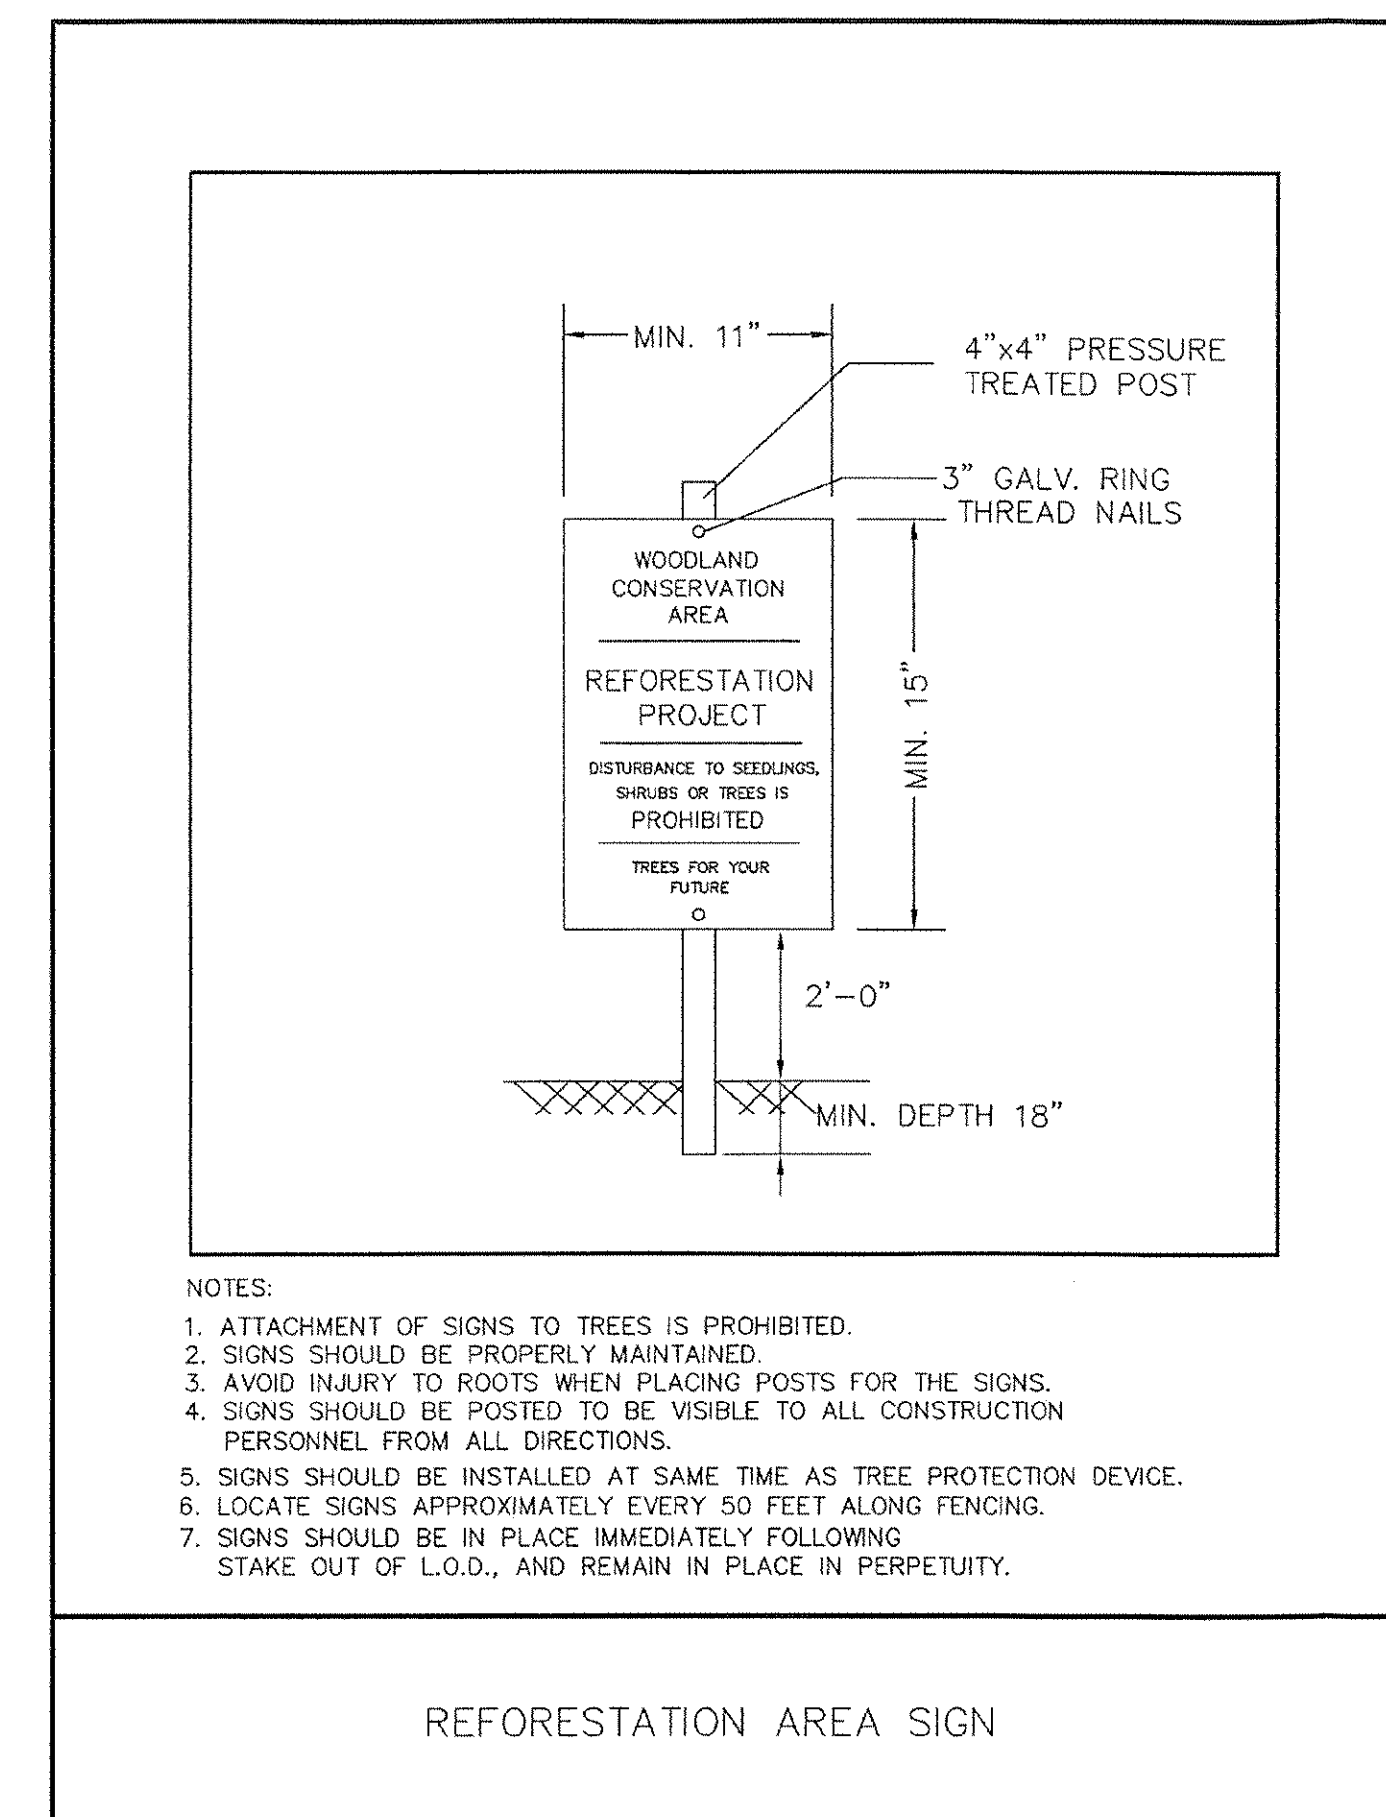 MIN. 11"
4"x4" PRESSURE
TREATED POST
3" GALV. RING
THREAD NAILS
WOODLAND
CONSERVATION
AREA
REFORESTATION
PROJECT
DISTURBANCE TO SEEDLINGS,
SHRUBS OR TREES IS
PROHIBITED
TREES FOR YOUR
FUTURE
MIN. 15"
2'-0"
MIN. DEPTH 18"
NOTES:
1. ATTACHMENT OF SIGNS TO TREES IS PROHIBITED.
2. SIGNS SHOULD BE PROPERLY MAINTAINED.
3. AVOID INJURY TO ROOTS WHEN PLACING POSTS FOR THE SIGNS.
4. SIGNS SHOULD BE POSTED TO BE VISIBLE TO ALL CONSTRUCTION
PERSONNEL FROM ALL DIRECTIONS.
5. SIGNS SHOULD BE INSTALLED AT SAME TIME AS TREE PROTECTION DEVICE.
6. LOCATE SIGNS APPROXIMATELY EVERY 50 FEET ALONG FENCING.
7. SIGNS SHOULD BE IN PLACE IMMEDIATELY FOLLOWING
STAKE OUT OF L.O.D., AND REMAIN IN PLACE IN PERPETUITY.
REFORESTATION AREA SIGN